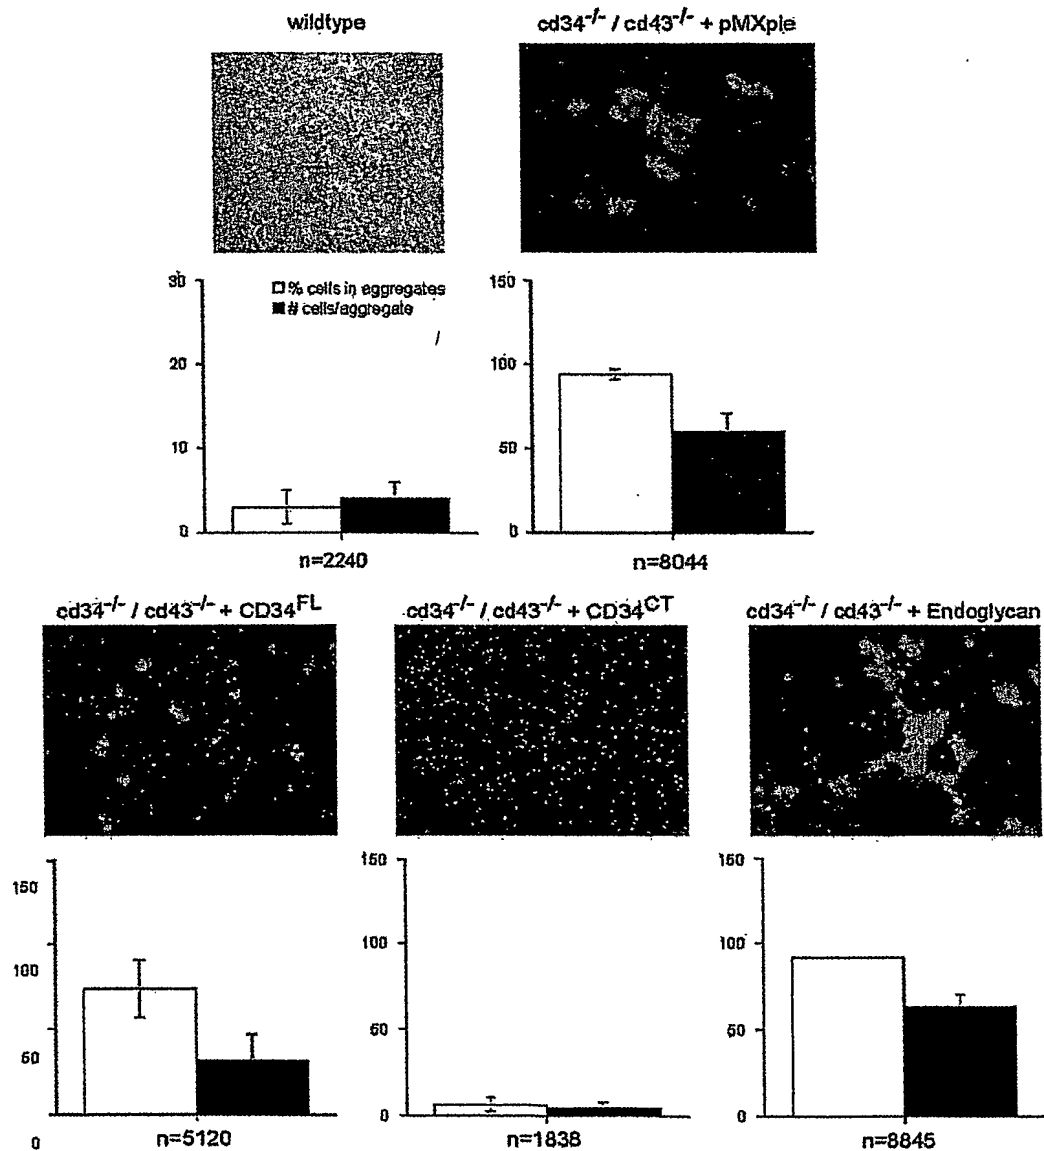 wildtype
cd34-/- / cd43-/- + pMXpie
30
20
10
0
% cells in aggregates
# cells/aggregate
n=2240
150
100
50
0
n=8044
cd34-/- / cd43-/- + CD34FL
cd34-/- / cd43-/- + CD34CT
cd34-/- / cd43-/- + Endoglycan
150
100
50
0
n=5120
150
100
50
0
n=1838
150
100
50
0
n=8845